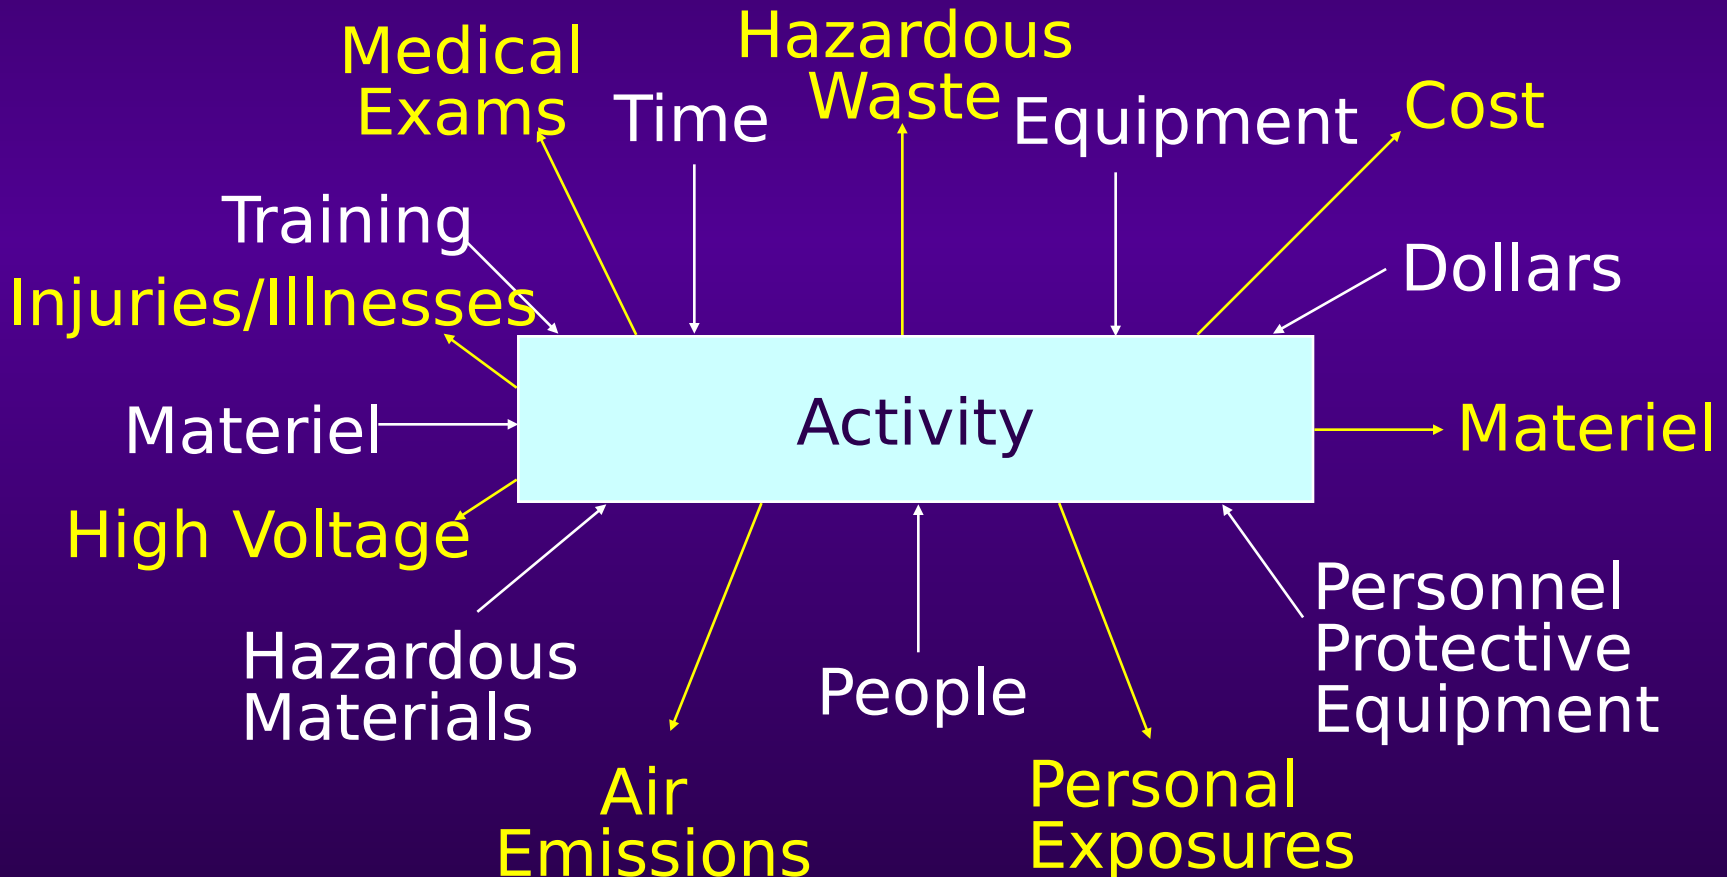 Medical
Exams
Time
Hazardous
Waste
Equipment
Cost
Training
Injuries/Illnesses
Dollars
Materiel
Activity
Materiel
High Voltage
Hazardous
Materials
People
Personnel
Protective
Equipment
Air
Emissions
Personal
Exposures